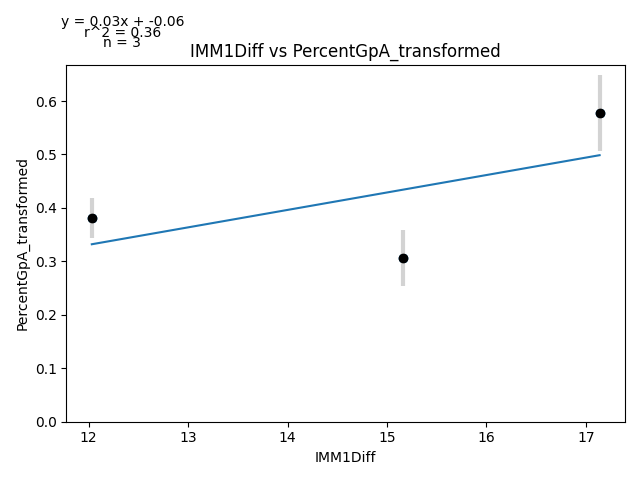 y = 0.03x + -0.06
r^2 = 0.36
n = 3
IMM1Diff vs PercentGpA_transformed
PercentGpA_transformed
0.6
0.5
0.4
0.3
0.2
0.1
0.0
12 13 14 15 16 17
IMM1Diff